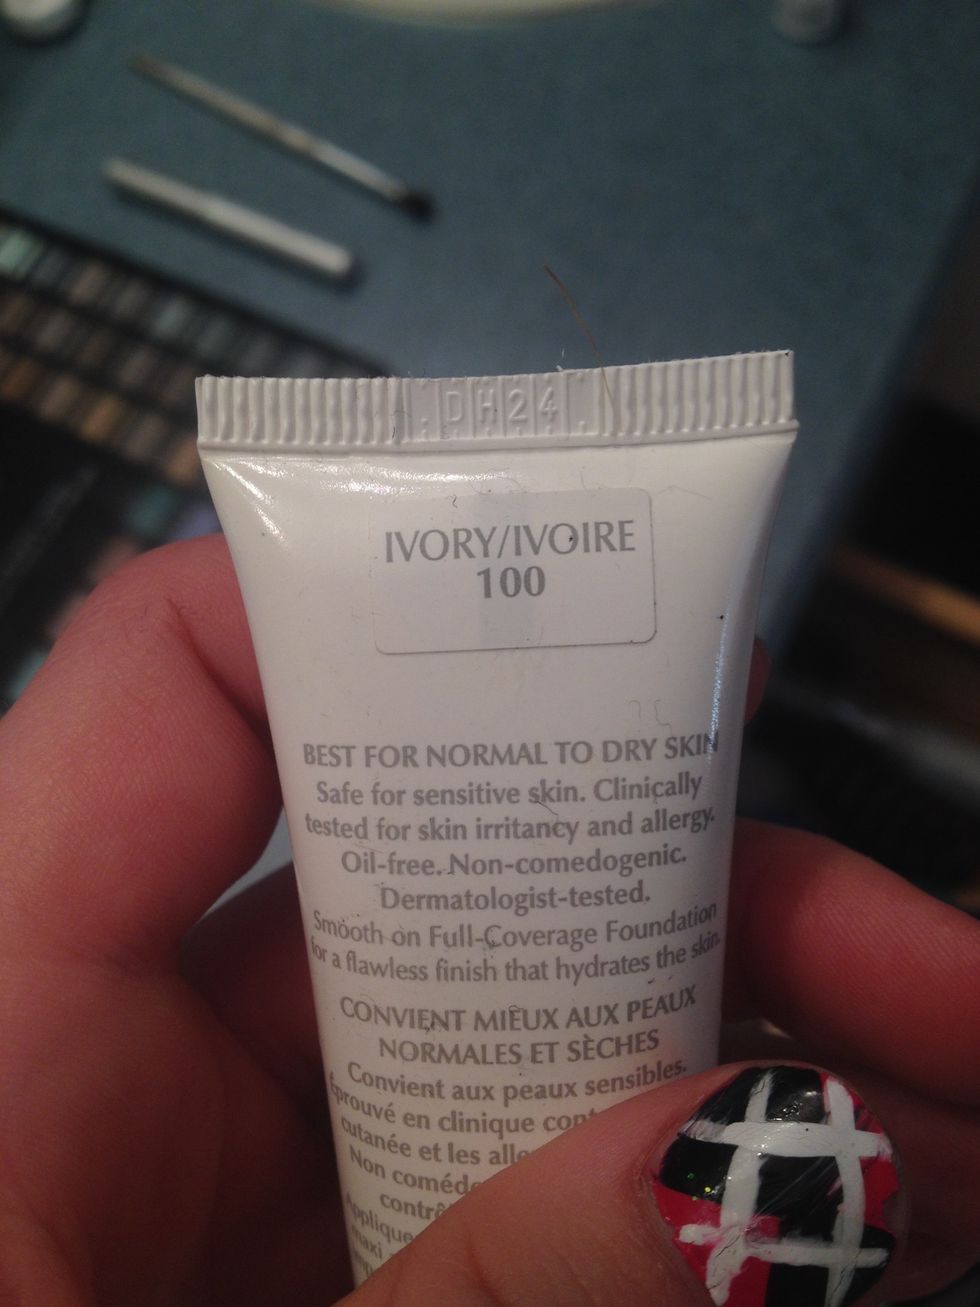 DH24
IVORY/IVOIRE
100
BEST FOR NORMAL TO DRY SKIN
Safe for sensitive skin. Clinically
tested for skin irritancy and allergy.
Oil-free. Non-comedogenic.
Dermatologist-tested.
Smooth on Full-Coverage Foundation
for a flawless finish that hydrates the skin.
CONVIENT MIEUX AUX PEAUX
NORMALES ET SÈCHES
Convient aux peaux sensibles.
Éprouvé en clinique
cutanée et les
Non
maxi